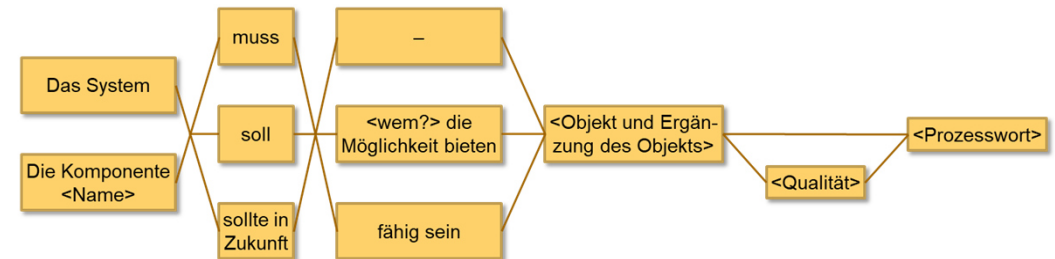 Das System
Die Komponente
<Name>
muss
soll
sollte in
Zukunft
–
<wem?> die
Möglichkeit bieten
fähig sein
<Objekt und Ergän-
zung des Objekts>
<Qualität>
<Prozesswort>